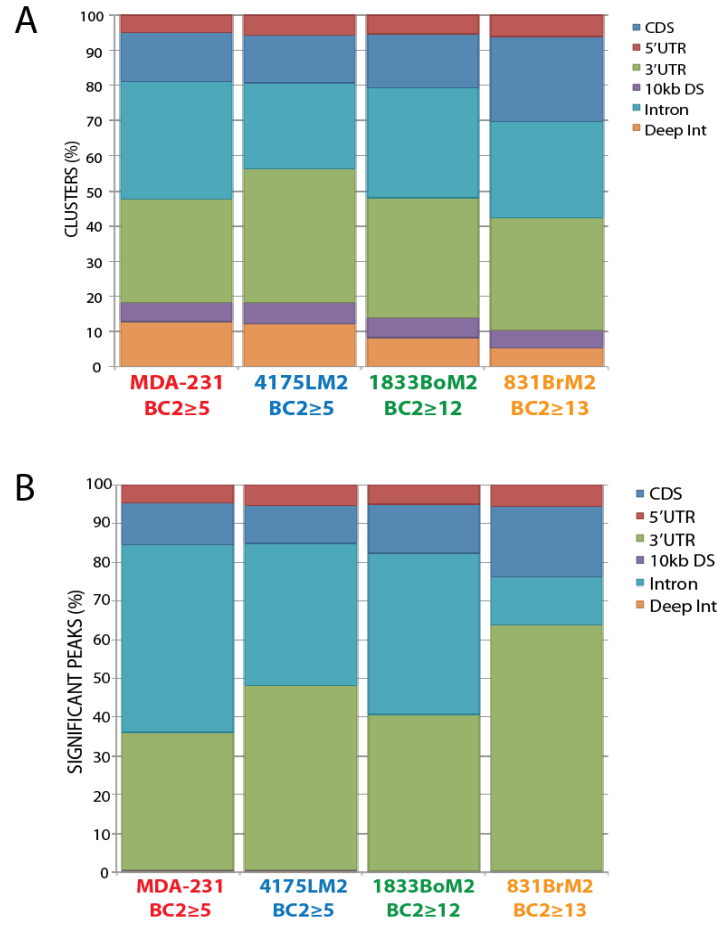 A
100
90
80
70
60
50
40
30
20
10
0
CLUSTERS (%)
CDS
5’UTR
3’UTR
10kb DS
Intron
Deep Int
MDA-231 4175LM2 1833BoM2 831BrM2
BC2≥5 BC2≥5 BC2≥12 BC2≥13
B
100
90
80
70
60
50
40
30
20
10
0
SIGNIFICANT PEAKS (%)
CDS
5’UTR
3’UTR
10kb DS
Intron
Deep Int
MDA-231 4175LM2 1833BoM2 831BrM2
BC2≥5 BC2≥5 BC2≥12 BC2≥13